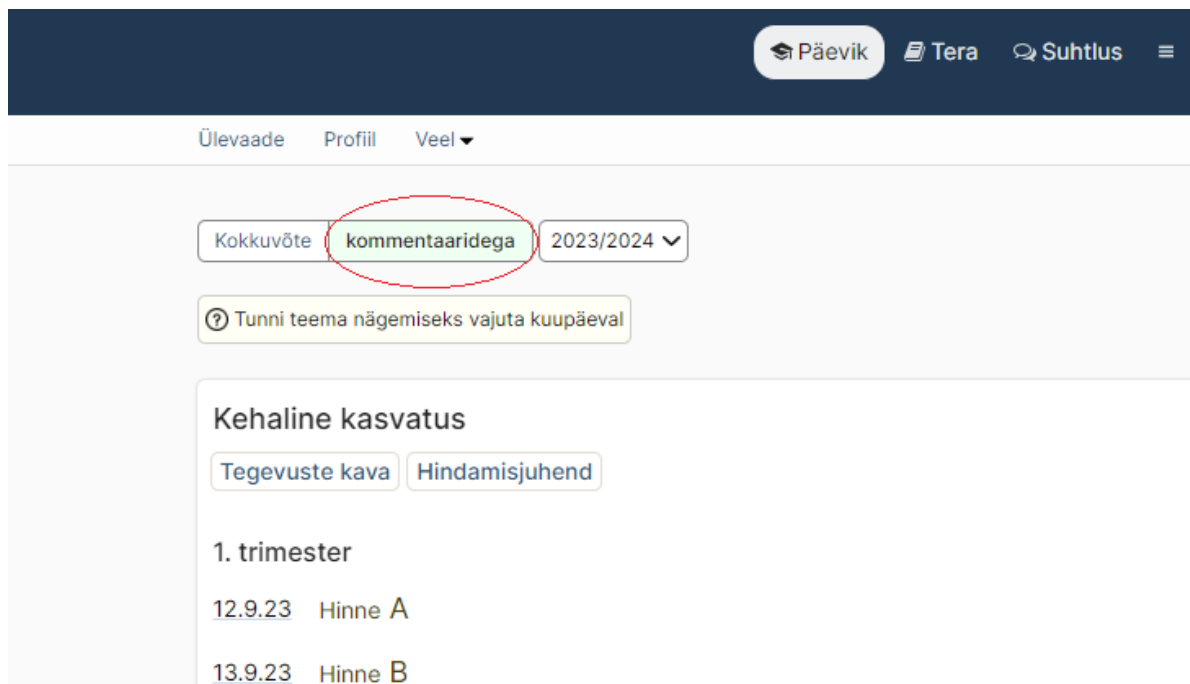 Päevik Tera Suhtlus
Ülevaade Profiil Veel
Kokkuvõte kommentaaridega 2023/2024
Tunni teema nägemiseks vajuta kuupäeval
Kehaline kasvatus
Tegevuste kava Hindamisjuhend
1. trimester
12.9.23 Hinne A
13.9.23 Hinne B